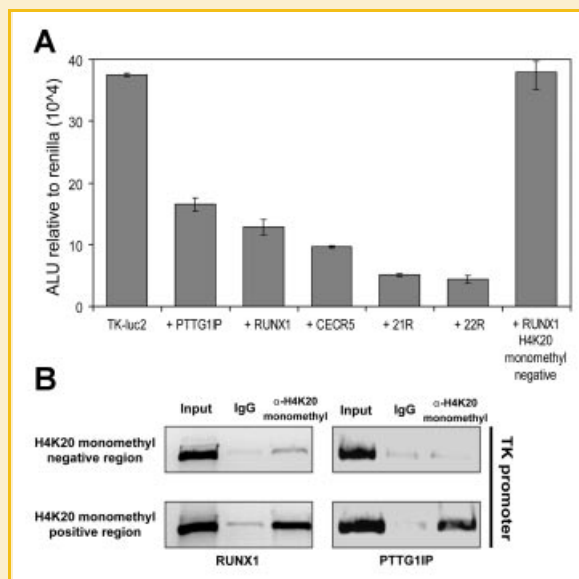 A
ALU relative to renilla (10^4)
40
30
20
10
0
TK-luc2
+ PTTG1IP
+ RUNX1
+ CECR5
+ 21R
+ 22R
+ RUNX1
H4K20
monomethyl
negative
B
Input IgG α-H4K20
monomethyl
Input IgG α-H4K20
monomethyl
H4K20 monomethyl
negative region
H4K20 monomethyl
positive region
RUNX1
PTTG1IP
TK promoter